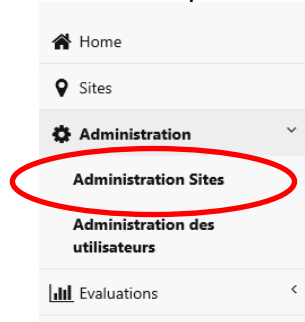 Home
Sites
Administration
Administration Sites
Administration des
utilisateurs
Evaluations